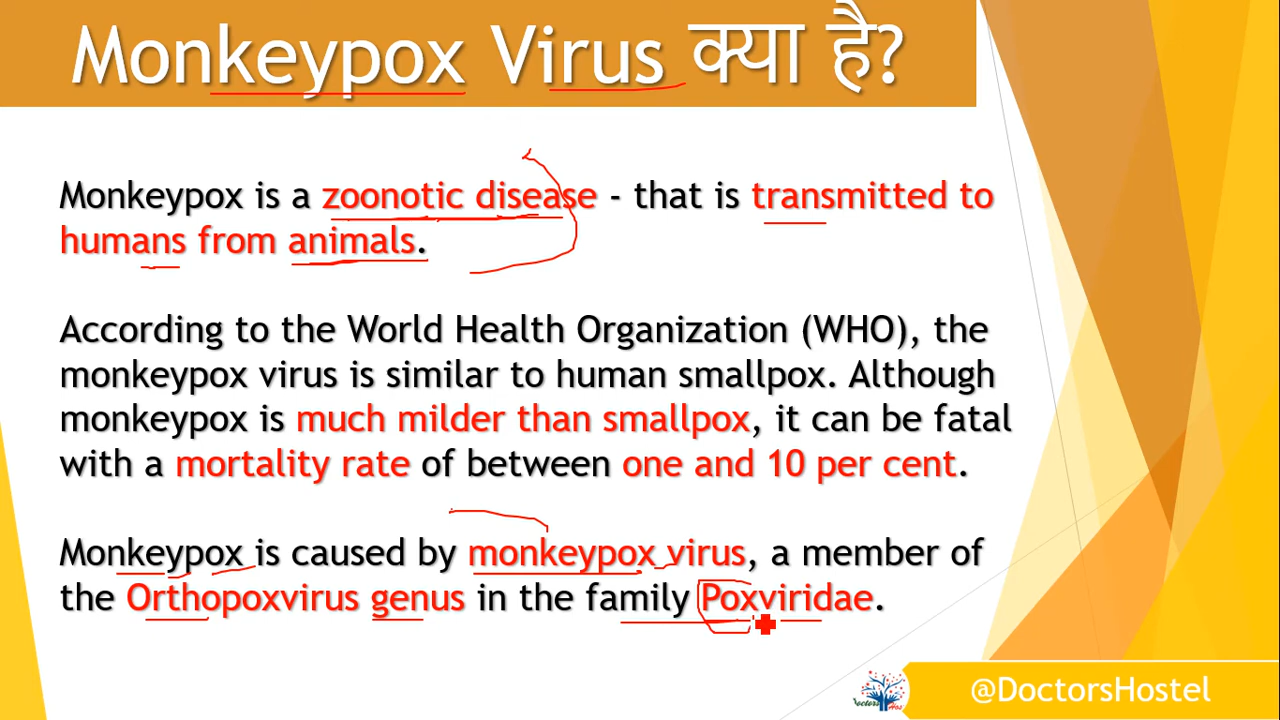 Monkeypox Virus क्या है?
Monkeypox is a zoonotic disease - that is transmitted to
humans from animals.
According to the World Health Organization (WHO), the
monkeypox virus is similar to human smallpox. Although
monkeypox is much milder than smallpox, it can be fatal
with a mortality rate of between one and 10 per cent.
Monkeypox is caused by monkeypox virus, a member of
the Orthopoxvirus genus in the family Poxviridae.
@DoctorsHostel